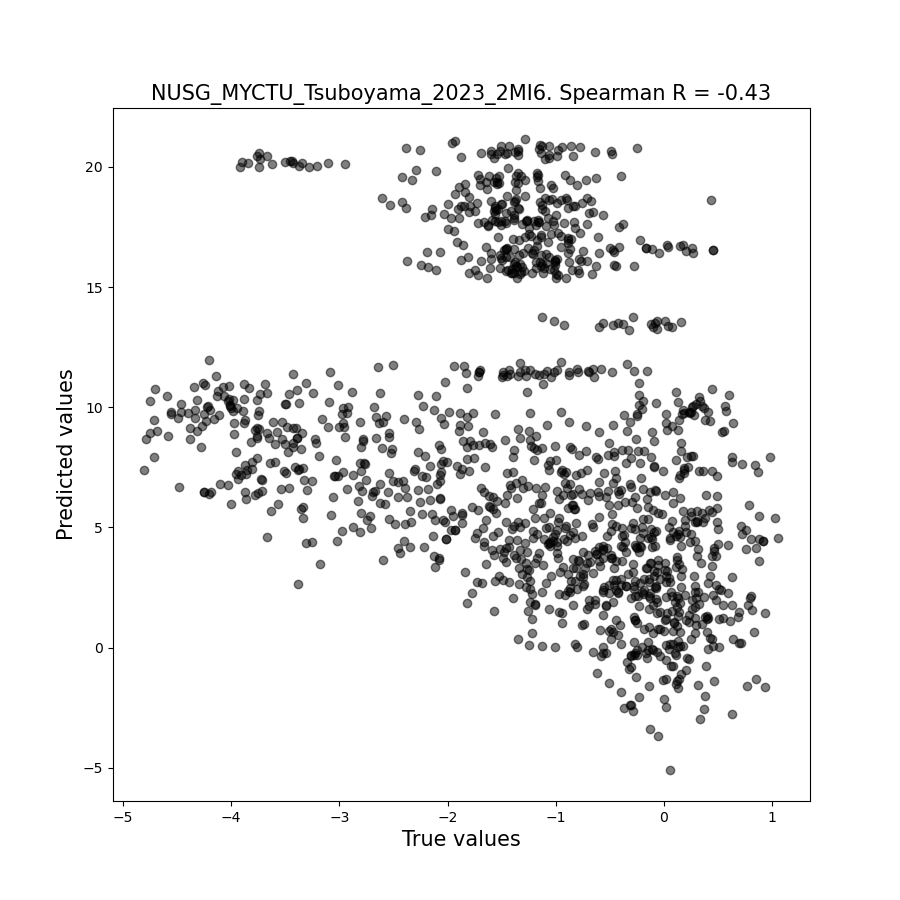 NUSG_MYCTU_Tsuboyama_2023_2MI6. Spearman R = -0.43
20
15
10
5
0
−5
Predicted values
−5 −4 −3 −2 −1 0 1
True values